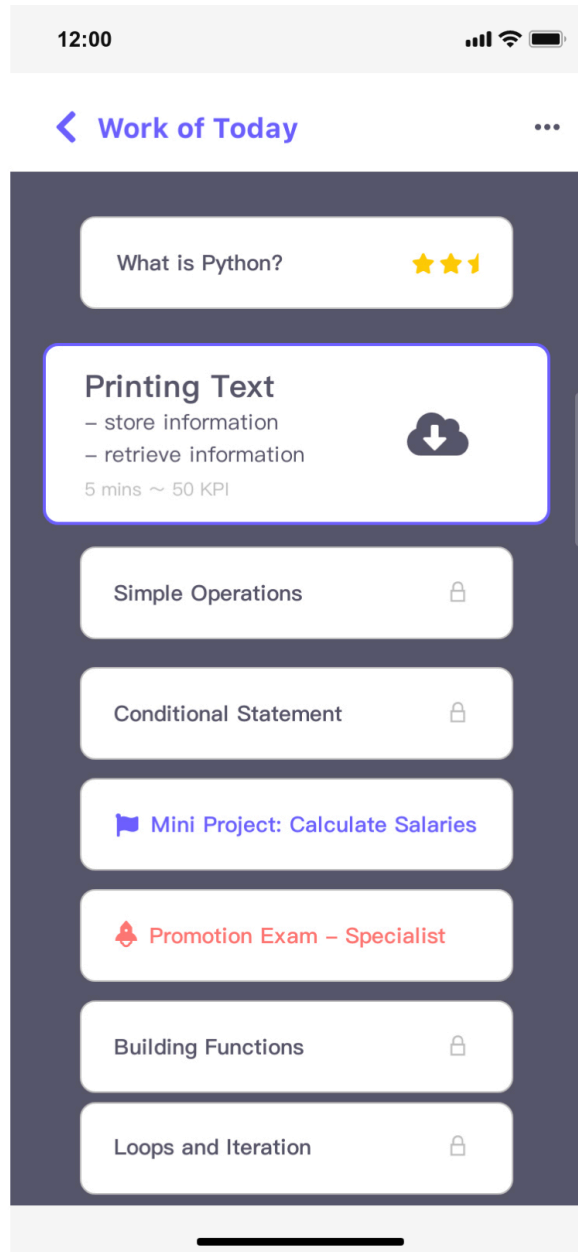 12:00
Work of Today
What is Python?
Printing Text
– store information
– retrieve information
5 mins ～ 50 KPI
Simple Operations
Conditional Statement
Mini Project: Calculate Salaries
Promotion Exam – Specialist
Building Functions
Loops and Iteration